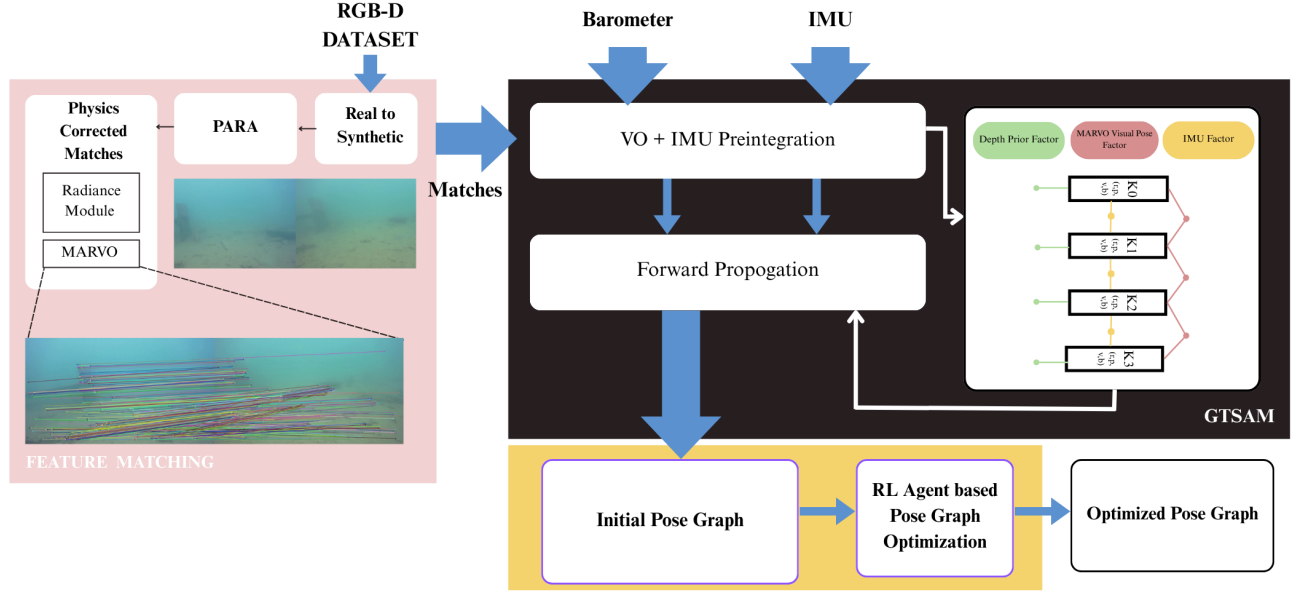 RGB-D
DATASET
Barometer
IMU
Physics
Corrected
Matches
PARA
Real to
Synthetic
Radiance
Module
MARVO
FEATURE MATCHING
Matches
VO + IMU Preintegration
Forward Propogation
Depth Prior Factor
MARVO Visual Pose
Factor
IMU Factor
K0
(r,p,
v,b)
K1
(r,p,
v,b)
K2
(r,p,
v,b)
K3
(r,p,
v,b)
GTSAM
Initial Pose Graph
RL Agent based
Pose Graph
Optimization
Optimized Pose Graph